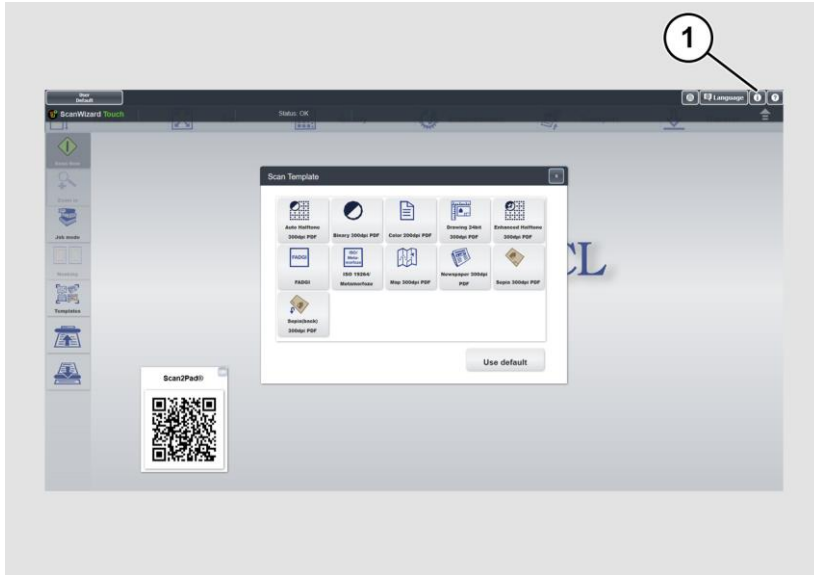 1
User
Default
Language
ScanWizard Touch
Status: OK
Job mode
Templates
Scan Template
Auto Halftone
300dpi PDF
Binary 300dpi PDF
Color 300dpi PDF
Drawing 24bit
300dpi PDF
Enhanced Halftone
300dpi PDF
FADGI
FADGI
ISO 19264/
Metamorfoze
Map 300dpi PDF
Newspaper 300dpi
PDF
Sepia 300dpi PDF
Sepia(book)
300dpi PDF
Use default
Scan2Pad®
CL